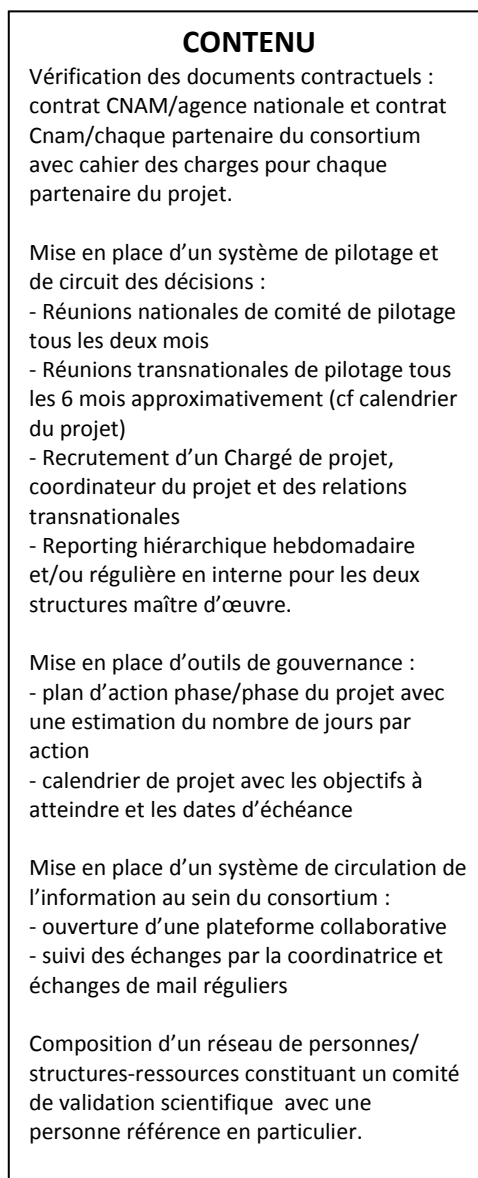 CONTENU
Vérification des documents contractuels :
contrat CNAM/agence nationale et contrat
Cnam/chaque partenaire du consortium
avec cahier des charges pour chaque
partenaire du projet.
Mise en place d’un système de pilotage et
de circuit des décisions :
- Réunions nationales de comité de pilotage
tous les deux mois
- Réunions transnationales de pilotage tous
les 6 mois approximativement (cf calendrier
du projet)
- Recrutement d’un Chargé de projet,
coordinateur du projet et des relations
transnationales
- Reporting hiérarchique hebdomadaire
et/ou régulière en interne pour les deux
structures maître d’œuvre.
Mise en place d’outils de gouvernance :
- plan d’action phase/phase du projet avec
une estimation du nombre de jours par
action
- calendrier de projet avec les objectifs à
atteindre et les dates d’échéance
Mise en place d’un système de circulation de
l’information au sein du consortium :
- ouverture d’une plateforme collaborative
- suivi des échanges par la coordinatrice et
échanges de mail réguliers
Composition d’un réseau de personnes/
structures-ressources constituant un comité
de validation scientifique  avec une
personne référence en particulier.